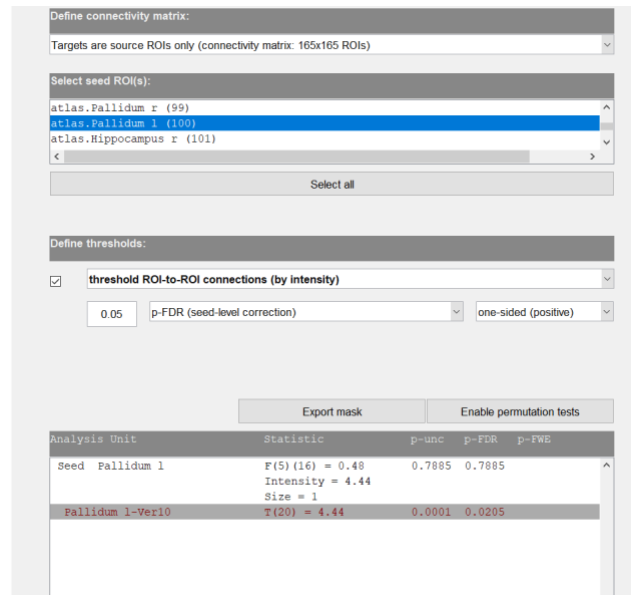 Define connectivity matrix:
Targets are source ROIs only (connectivity matrix: 165x165 ROIs)
Select seed ROI(s):
atlas.Pallidum r (99)
atlas.Pallidum l (100)
atlas.Hippocampus r (101)
Select all
Define thresholds:
threshold ROI-to-ROI connections (by intensity)
0.05 p-FDR (seed-level correction) one-sided (positive)
Export mask Enable permutation tests
Analysis Unit Statistic p-unc p-FDR p-FWE
Seed Pallidum l F(5)(16) = 0.48 0.7885 0.7885
Intensity = 4.44
Size = 1
Pallidum l-Ver10 T(20) = 4.44 0.0001 0.0205